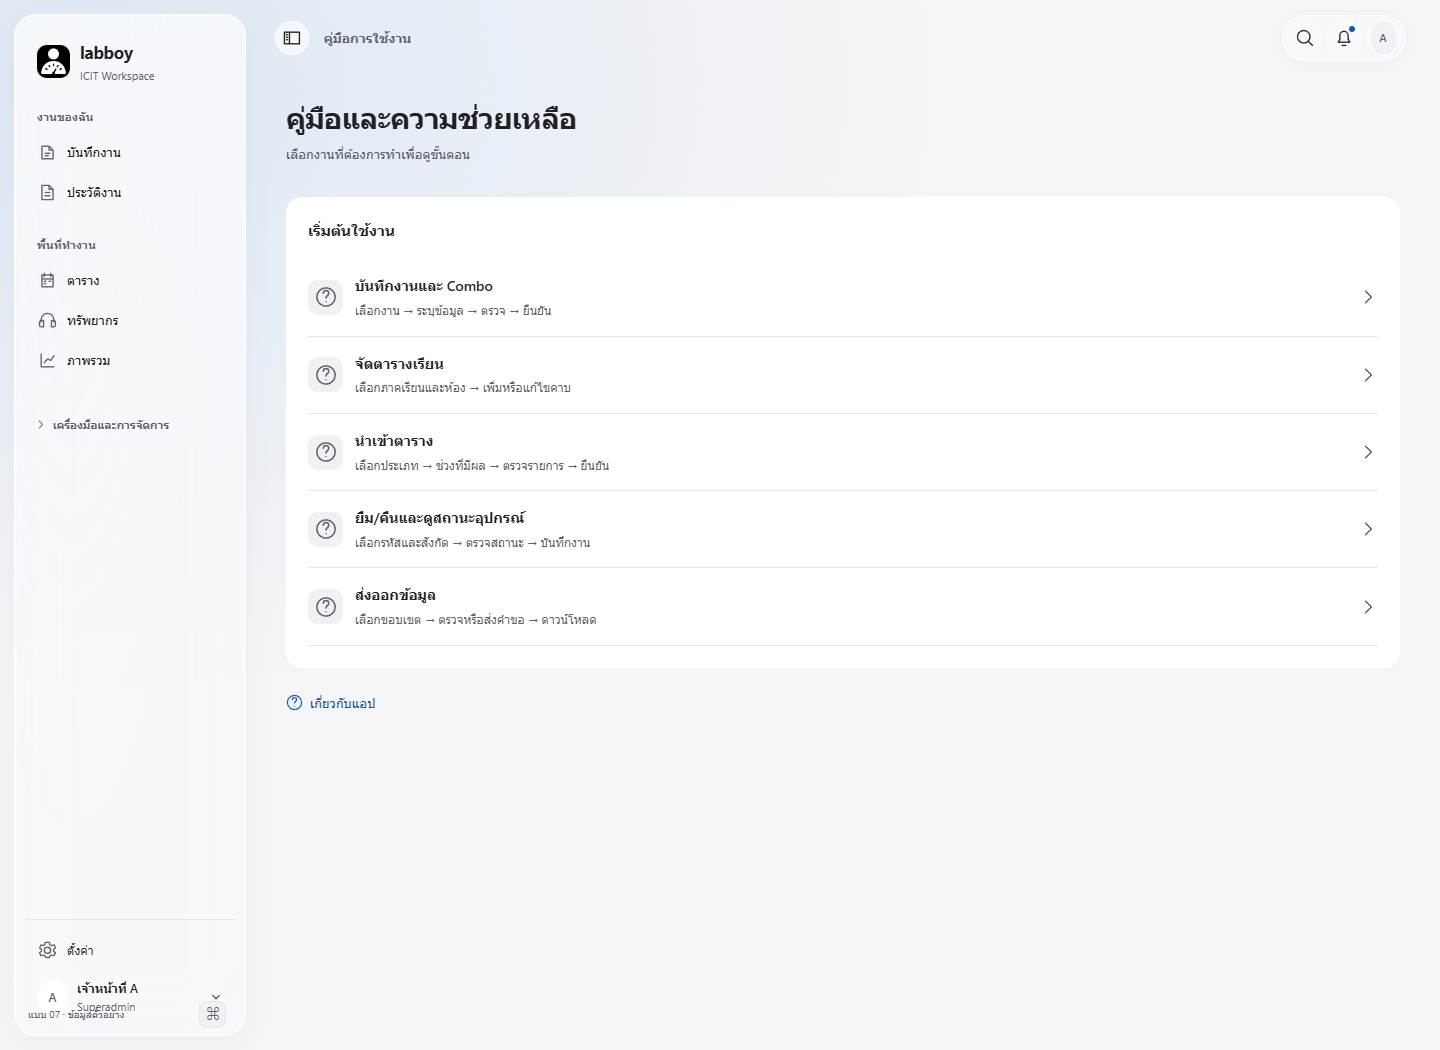 labboy
ICIT Workspace
งานของฉัน
บันทึกงาน
ประวัติงาน
พื้นที่ทำงาน
ตาราง
ทรัพยากร
ภาพรวม
เครื่องมือและการจัดการ
ตั้งค่า
A
เจ้าหน้าที่ A
Superadmin
แบบ 07 · ข้อมูลตัวอย่าง
⌘
คู่มือการใช้งาน
A
คู่มือและความช่วยเหลือ
เลือกงานที่ต้องการทำเพื่อดูขั้นตอน
เริ่มต้นใช้งาน
บันทึกงานและ Combo
เลือกงาน → ระบุข้อมูล → ตรวจ → ยืนยัน
จัดตารางเรียน
เลือกภาคเรียนและห้อง → เพิ่มหรือแก้ไขคาบ
นำเข้าตาราง
เลือกประเภท → ช่วงที่มีผล → ตรวจรายการ → ยืนยัน
ยืม/คืนและดูสถานะอุปกรณ์
เลือกรหัสและสังกัด → ตรวจสถานะ → บันทึกงาน
ส่งออกข้อมูล
เลือกขอบเขต → ตรวจหรือส่งคำขอ → ดาวน์โหลด
เกี่ยวกับแอป